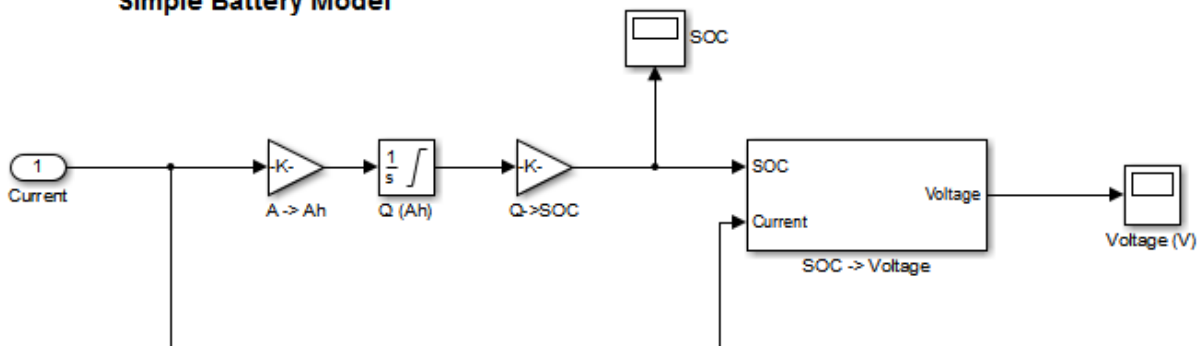 Simple Battery Model
SOC
1
Current
-K-
A -> Ah
1
s
Q (Ah)
-K-
Q->SOC
SOC
Current
Voltage
SOC -> Voltage
Voltage (V)